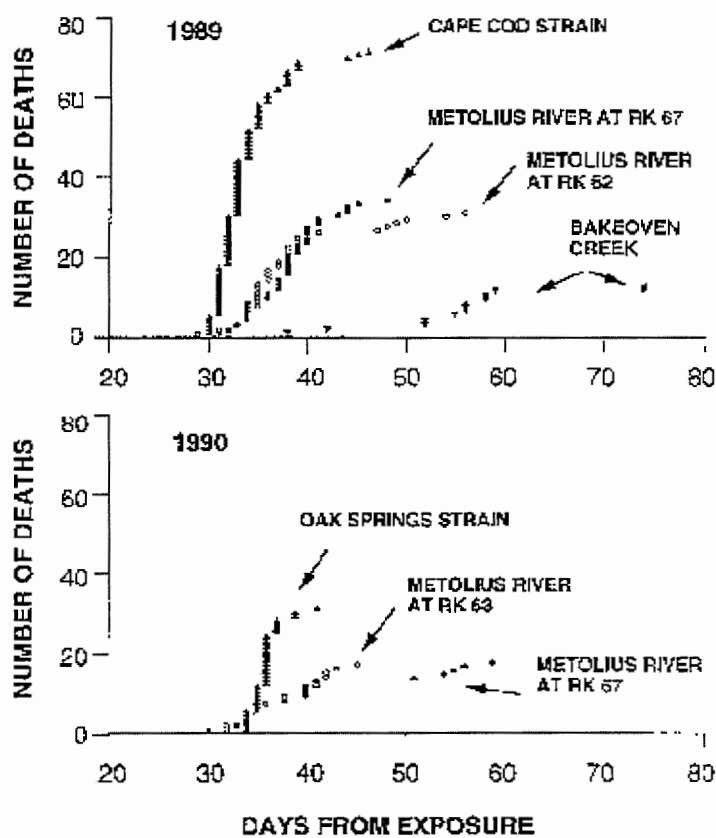 1989
CAPE COD STRAIN
METOLIUS RIVER AT RK 67
METOLIUS RIVER
AT RK 62
BAKEOVEN
CREEK
NUMBER OF DEATHS
80
60
40
20
0
20 30 40 50 60 70 80
1990
OAK SPRINGS STRAIN
METOLIUS RIVER
AT RK 63
METOLIUS RIVER
AT RK 67
NUMBER OF DEATHS
80
60
40
20
0
20 30 40 50 60 70 80
DAYS FROM EXPOSURE